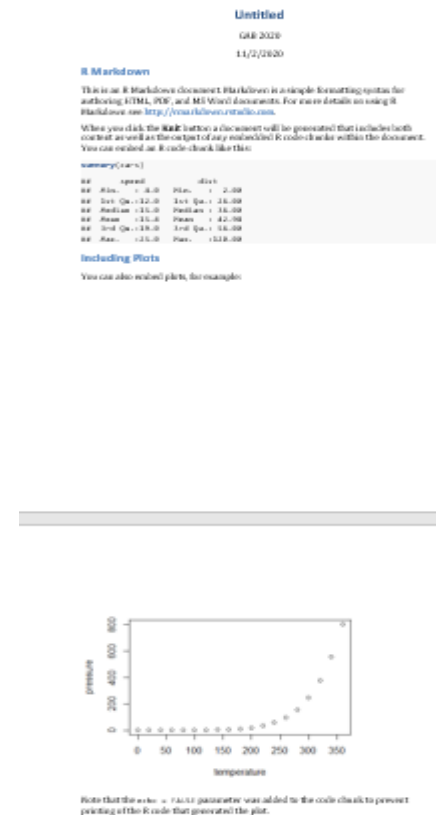 Untitled
GAB 2020
11/2/2020
R Markdown
This is an R Markdown document. Markdown is a simple formatting syntax for
authoring HTML, PDF, and MS Word documents. For more details on using R
Markdown see http://rmarkdown.rstudio.com.
When you click the Knit button a document will be generated that includes both
content as well as the output of any embedded R code chunks within the document.
You can embed an R code chunk like this:
summary(cars)
## speed dist
## Min. : 4.0 Min. : 2.00
## 1st Qu.:12.0 1st Qu.: 26.00
## Median :15.0 Median : 36.00
## Mean :15.4 Mean : 42.98
## 3rd Qu.:19.0 3rd Qu.: 56.00
## Max. :25.0 Max. :120.00
Including Plots
You can also embed plots, for example:
800
600
400
200
0
pressure
0 50 100 150 200 250 300 350
temperature
Note that the echo = FALSE parameter was added to the code chunk to prevent
printing of the R code that generated the plot.